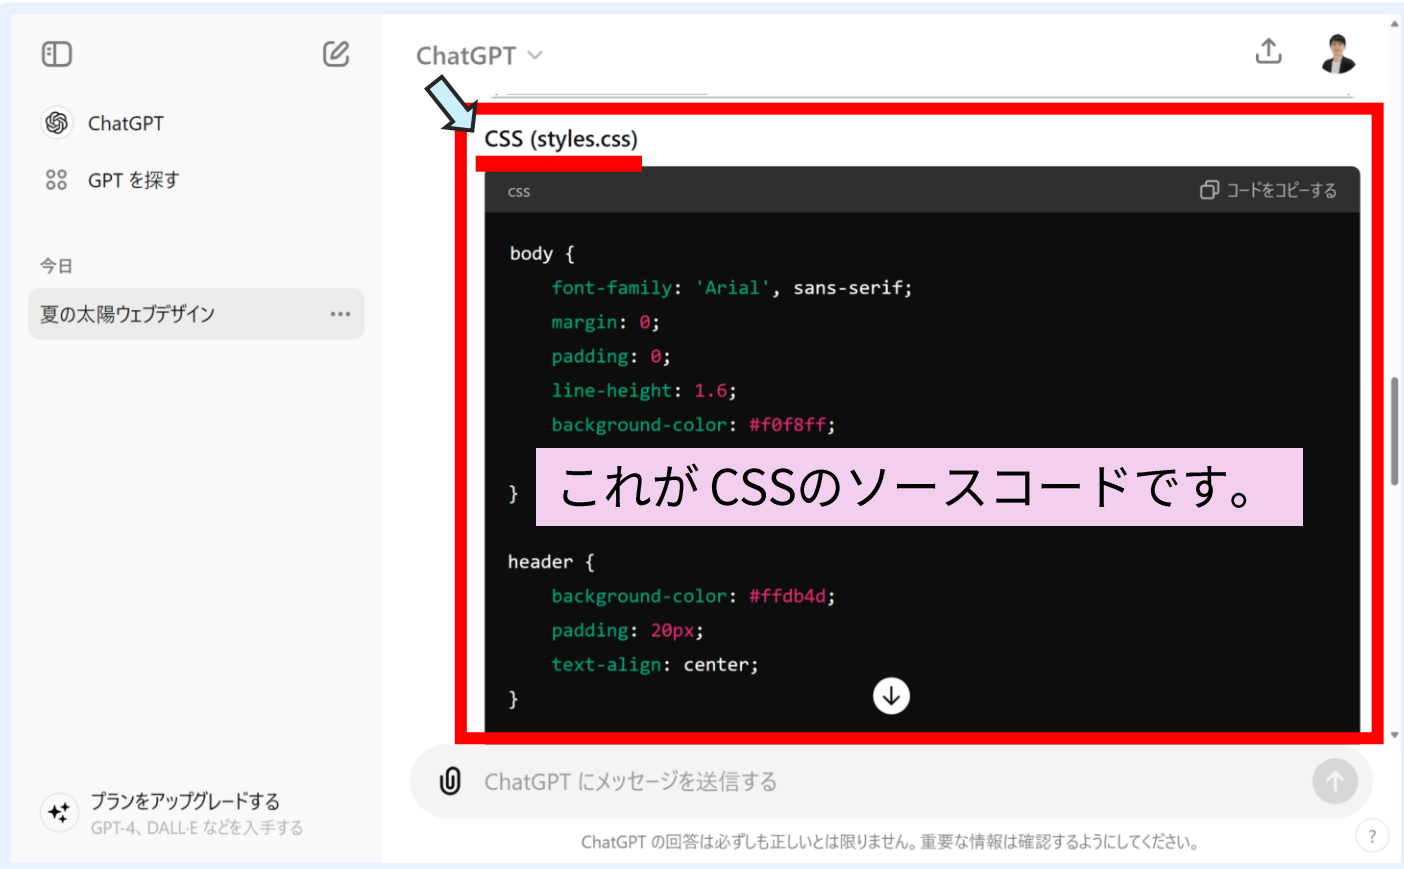 ChatGPT
GPT を探す
今日
夏の太陽ウェブデザイン
プランをアップグレードする
GPT-4、DALL·E などを入手する
ChatGPT
CSS (styles.css)
css
コードをコピーする
body {
font-family: 'Arial', sans-serif;
margin: 0;
padding: 0;
line-height: 1.6;
background-color: #f0f8ff;
}
これが CSSのソースコードです。
header {
background-color: #ffdb4d;
padding: 20px;
text-align: center;
}
ChatGPT にメッセージを送信する
ChatGPT の回答は必ずしも正しいとは限りません。重要な情報は確認するようにしてください。
?